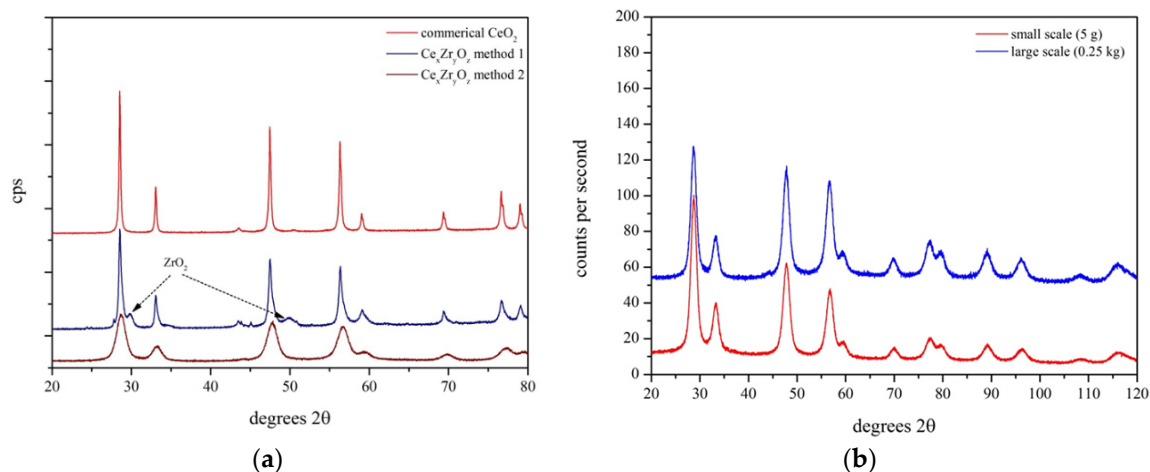 commerical CeO₂
CeₓZrᵧO_z method 1
CeₓZrᵧO_z method 2
cps
ZrO₂
20 30 40 50 60 70 80
degrees 2θ
(a)
200
180
160
140
120
100
80
60
40
20
0
small scale (5 g)
large scale (0.25 kg)
counts per second
20 30 40 50 60 70 80 90 100 110 120
degrees 2θ
(b)